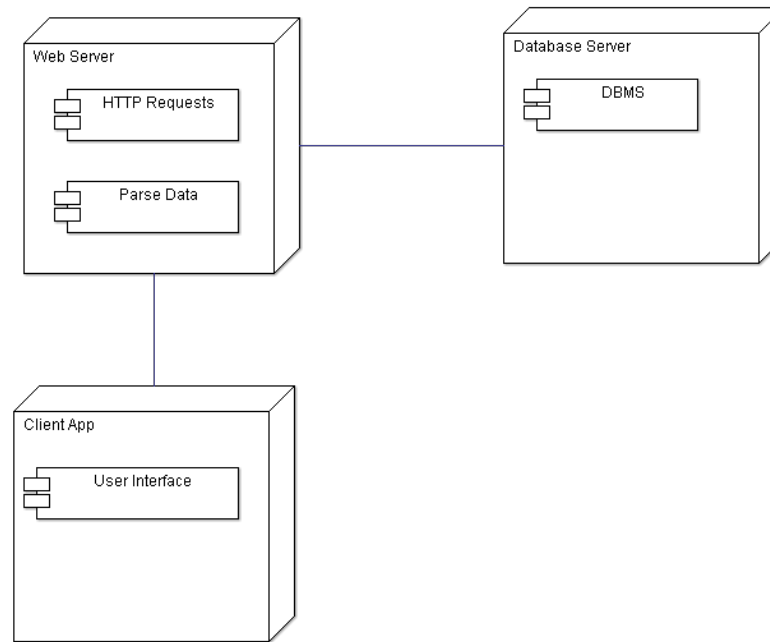 Web Server
HTTP Requests
Parse Data
Database Server
DBMS
Client App
User Interface